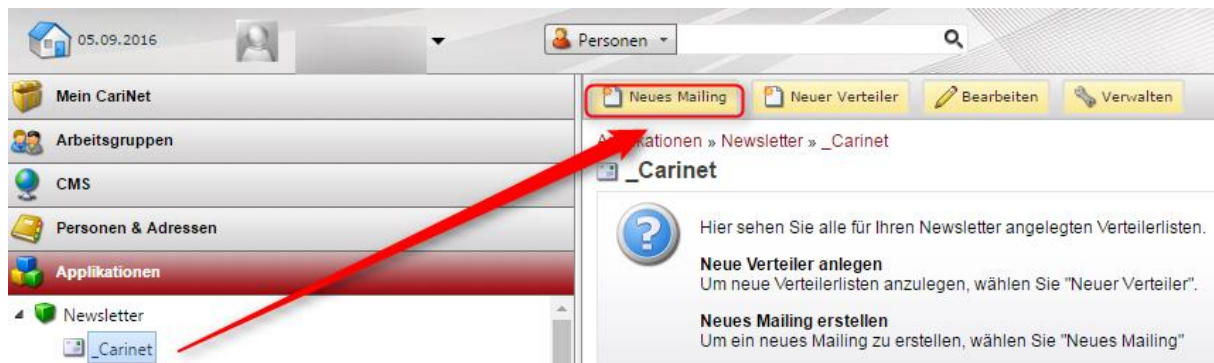 05.09.2016
Personen
Mein CariNet
Arbeitsgruppen
CMS
Personen & Adressen
Applikationen
Newsletter
_Carinet
Neues Mailing
Neuer Verteiler
Bearbeiten
Verwalten
Applikationen » Newsletter » _Carinet
_Carinet
Hier sehen Sie alle für Ihren Newsletter angelegten Verteilerlisten.
Neue Verteiler anlegen
Um neue Verteilerlisten anzulegen, wählen Sie "Neuer Verteiler".
Neues Mailing erstellen
Um ein neues Mailing zu erstellen, wählen Sie "Neues Mailing"